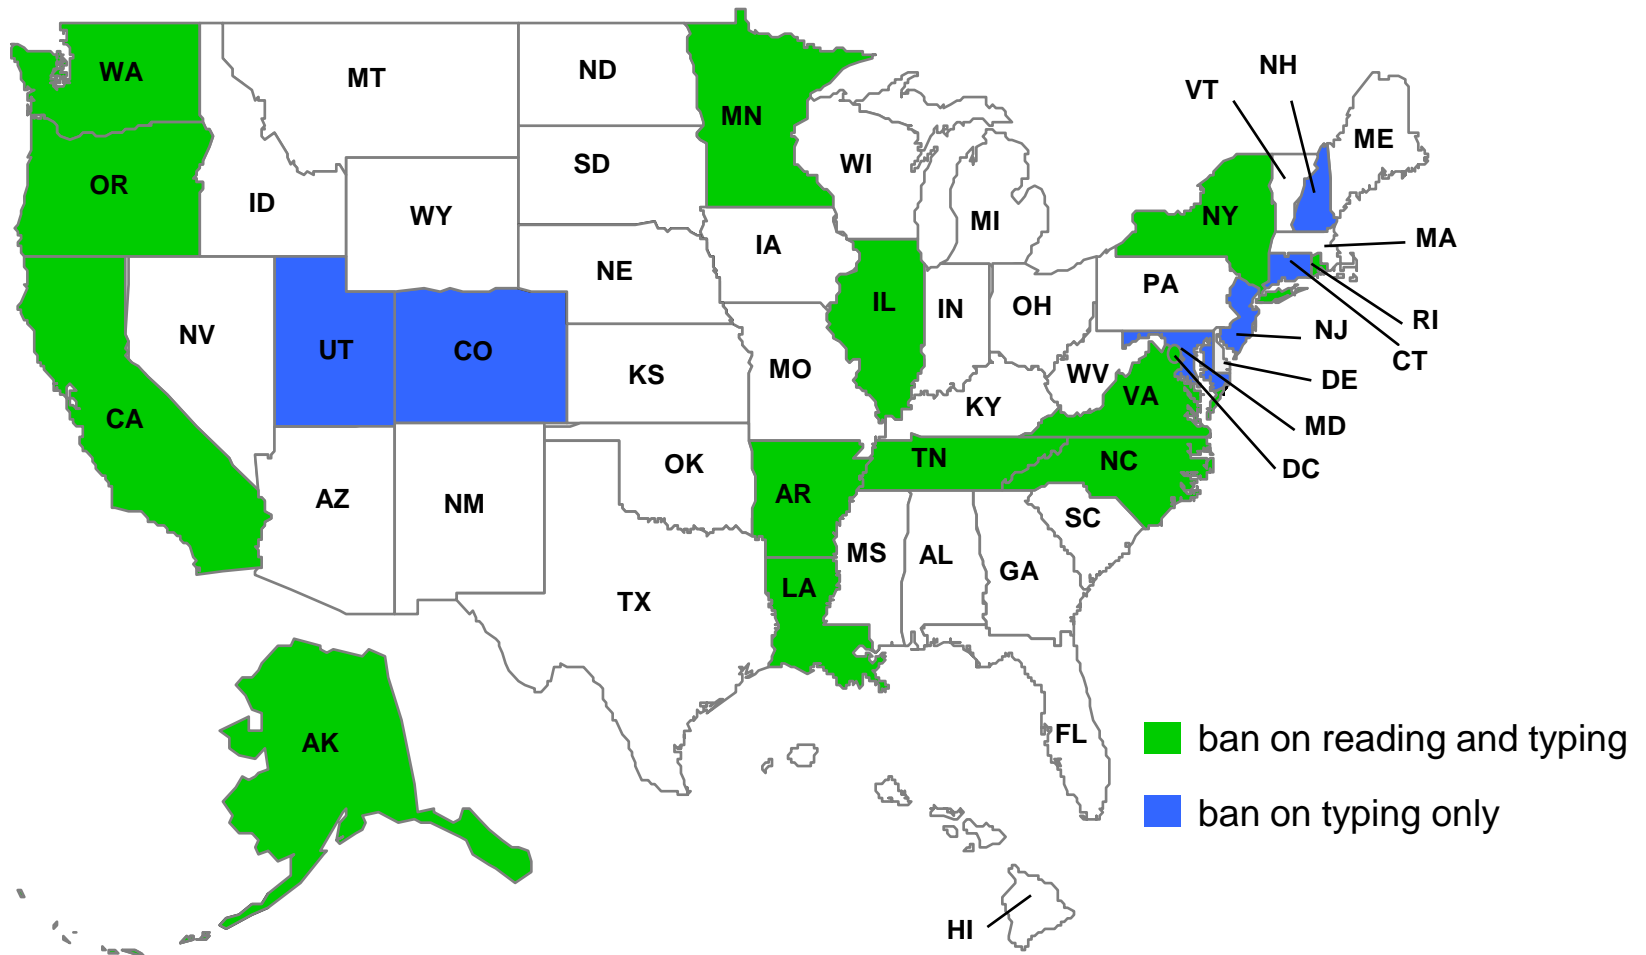 WA
MT
ND
MN
OR
ID
WY
SD
WI
MI
IA
NE
NV
UT
CO
KS
MO
IL
IN
OH
PA
NY
VT
NH
ME
MA
RI
CT
NJ
DE
MD
DC
WV
VA
KY
CA
AZ
NM
OK
AR
TN
NC
SC
MS
AL
GA
TX
LA
FL
AK
HI
ban on reading and typing
ban on typing only